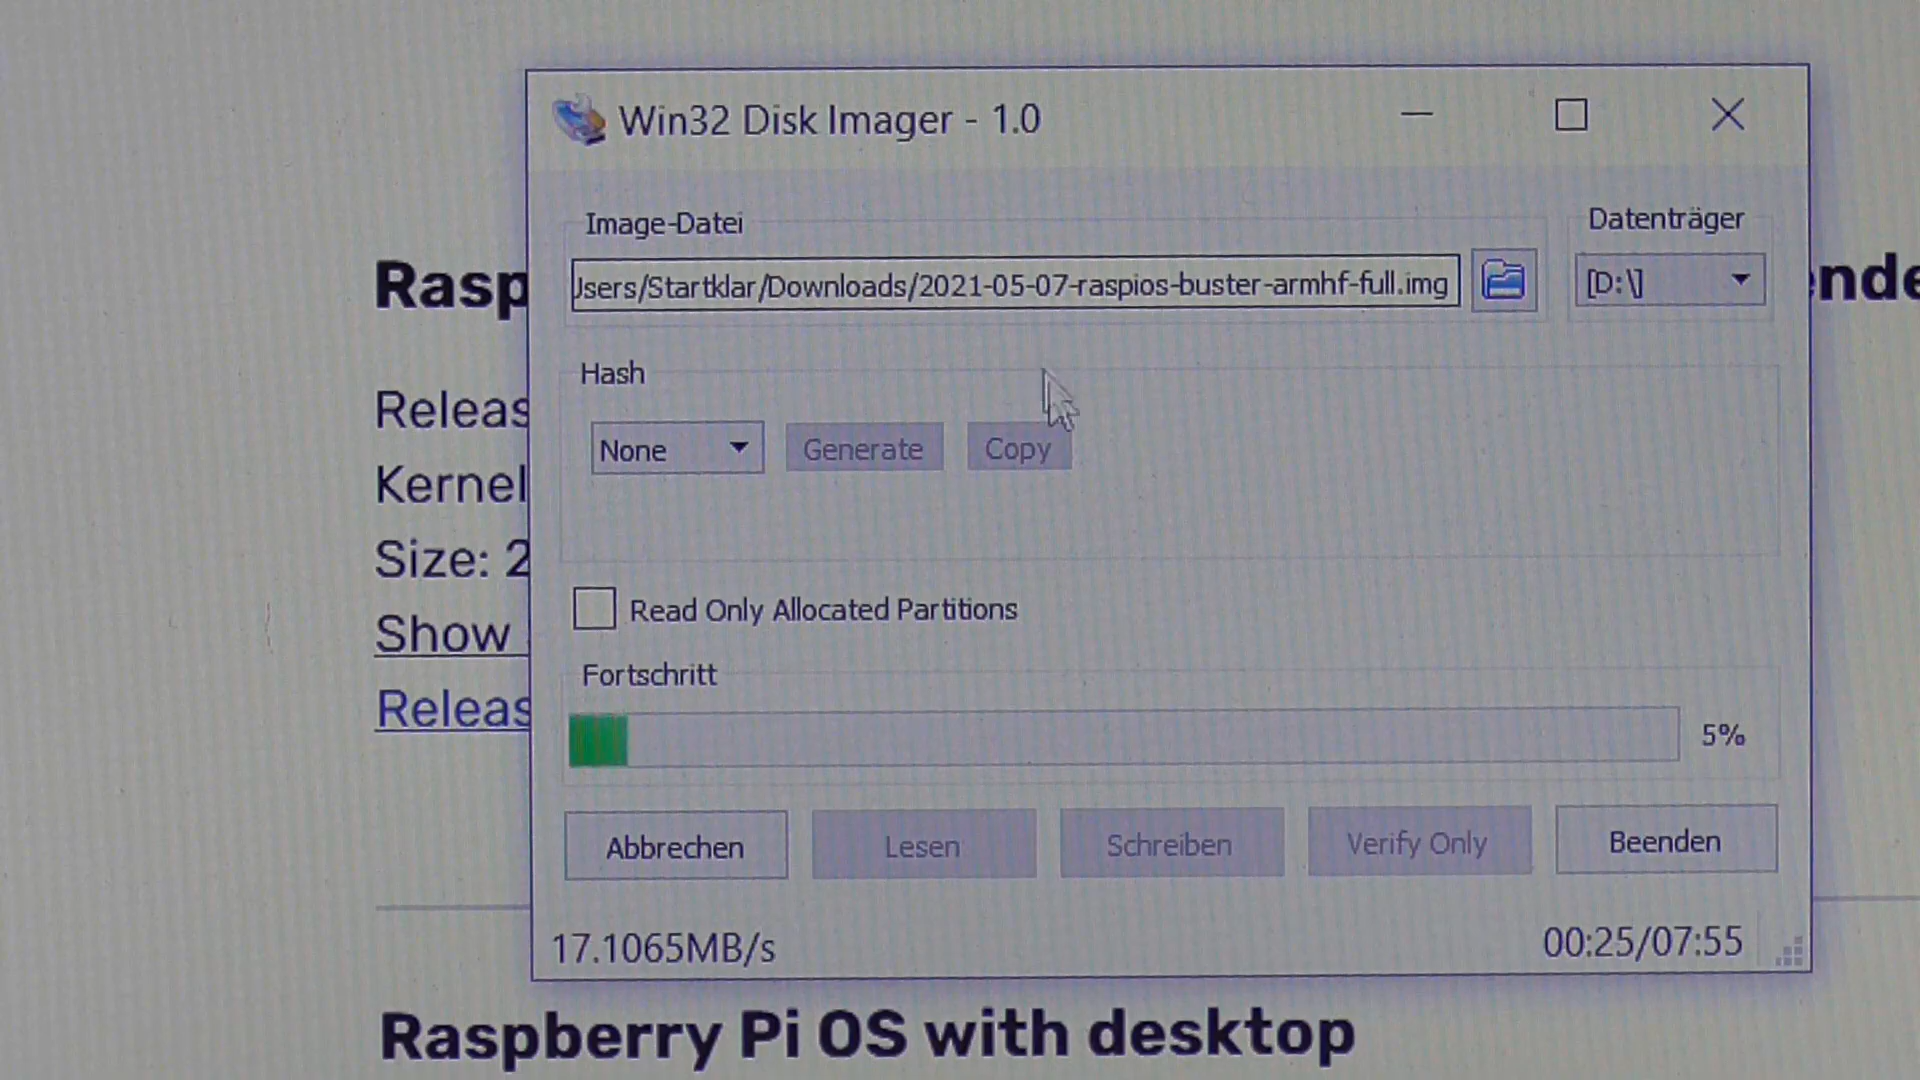 Win32 Disk Imager - 1.0
Image-Datei
Datenträger
Jsers/Startklar/Downloads/2021-05-07-raspios-buster-armhf-full.img
[D:\]
Hash
None
Generate
Copy
Read Only Allocated Partitions
Fortschritt
5%
Abbrechen
Lesen
Schreiben
Verify Only
Beenden
17.1065MB/s
00:25/07:55
Rasp
ende
Releas
Kernel
Size: 2
Show
Releas
Raspberry Pi OS with desktop